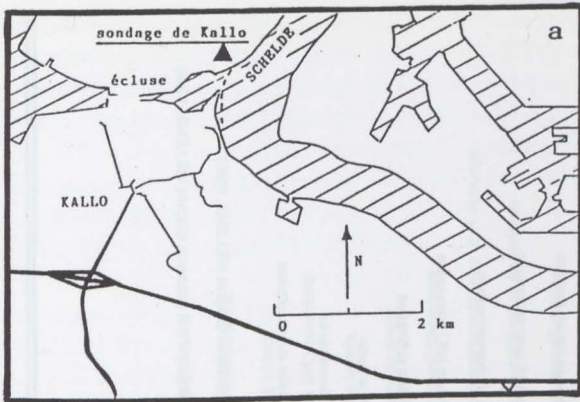 a
sondage de Kallo
écluse
SCHELDE
KALLO
N
0 2 km